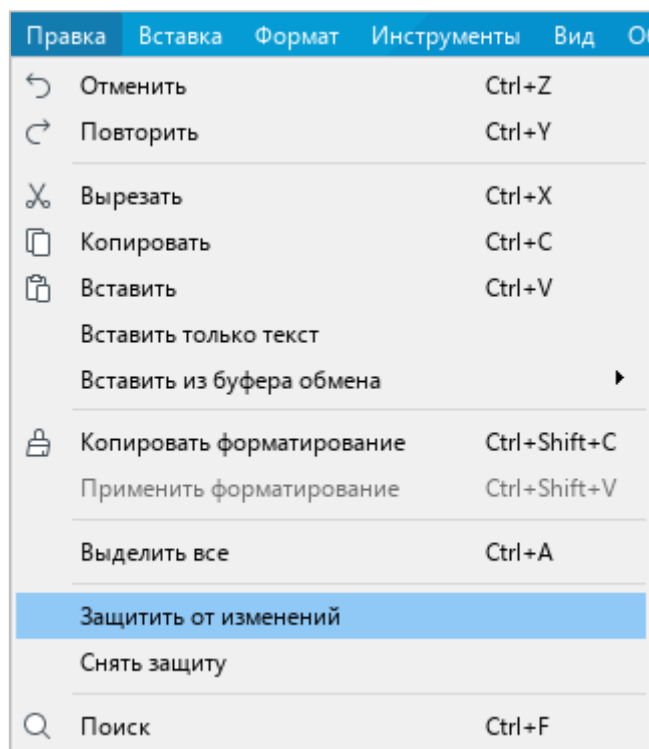 Правка Вставка Формат Инструменты Вид
Отменить Ctrl+Z
Повторить Ctrl+Y
Вырезать Ctrl+X
Копировать Ctrl+C
Вставить Ctrl+V
Вставить только текст
Вставить из буфера обмена
Копировать форматирование Ctrl+Shift+C
Применить форматирование Ctrl+Shift+V
Выделить все Ctrl+A
Защитить от изменений
Снять защиту
Поиск Ctrl+F